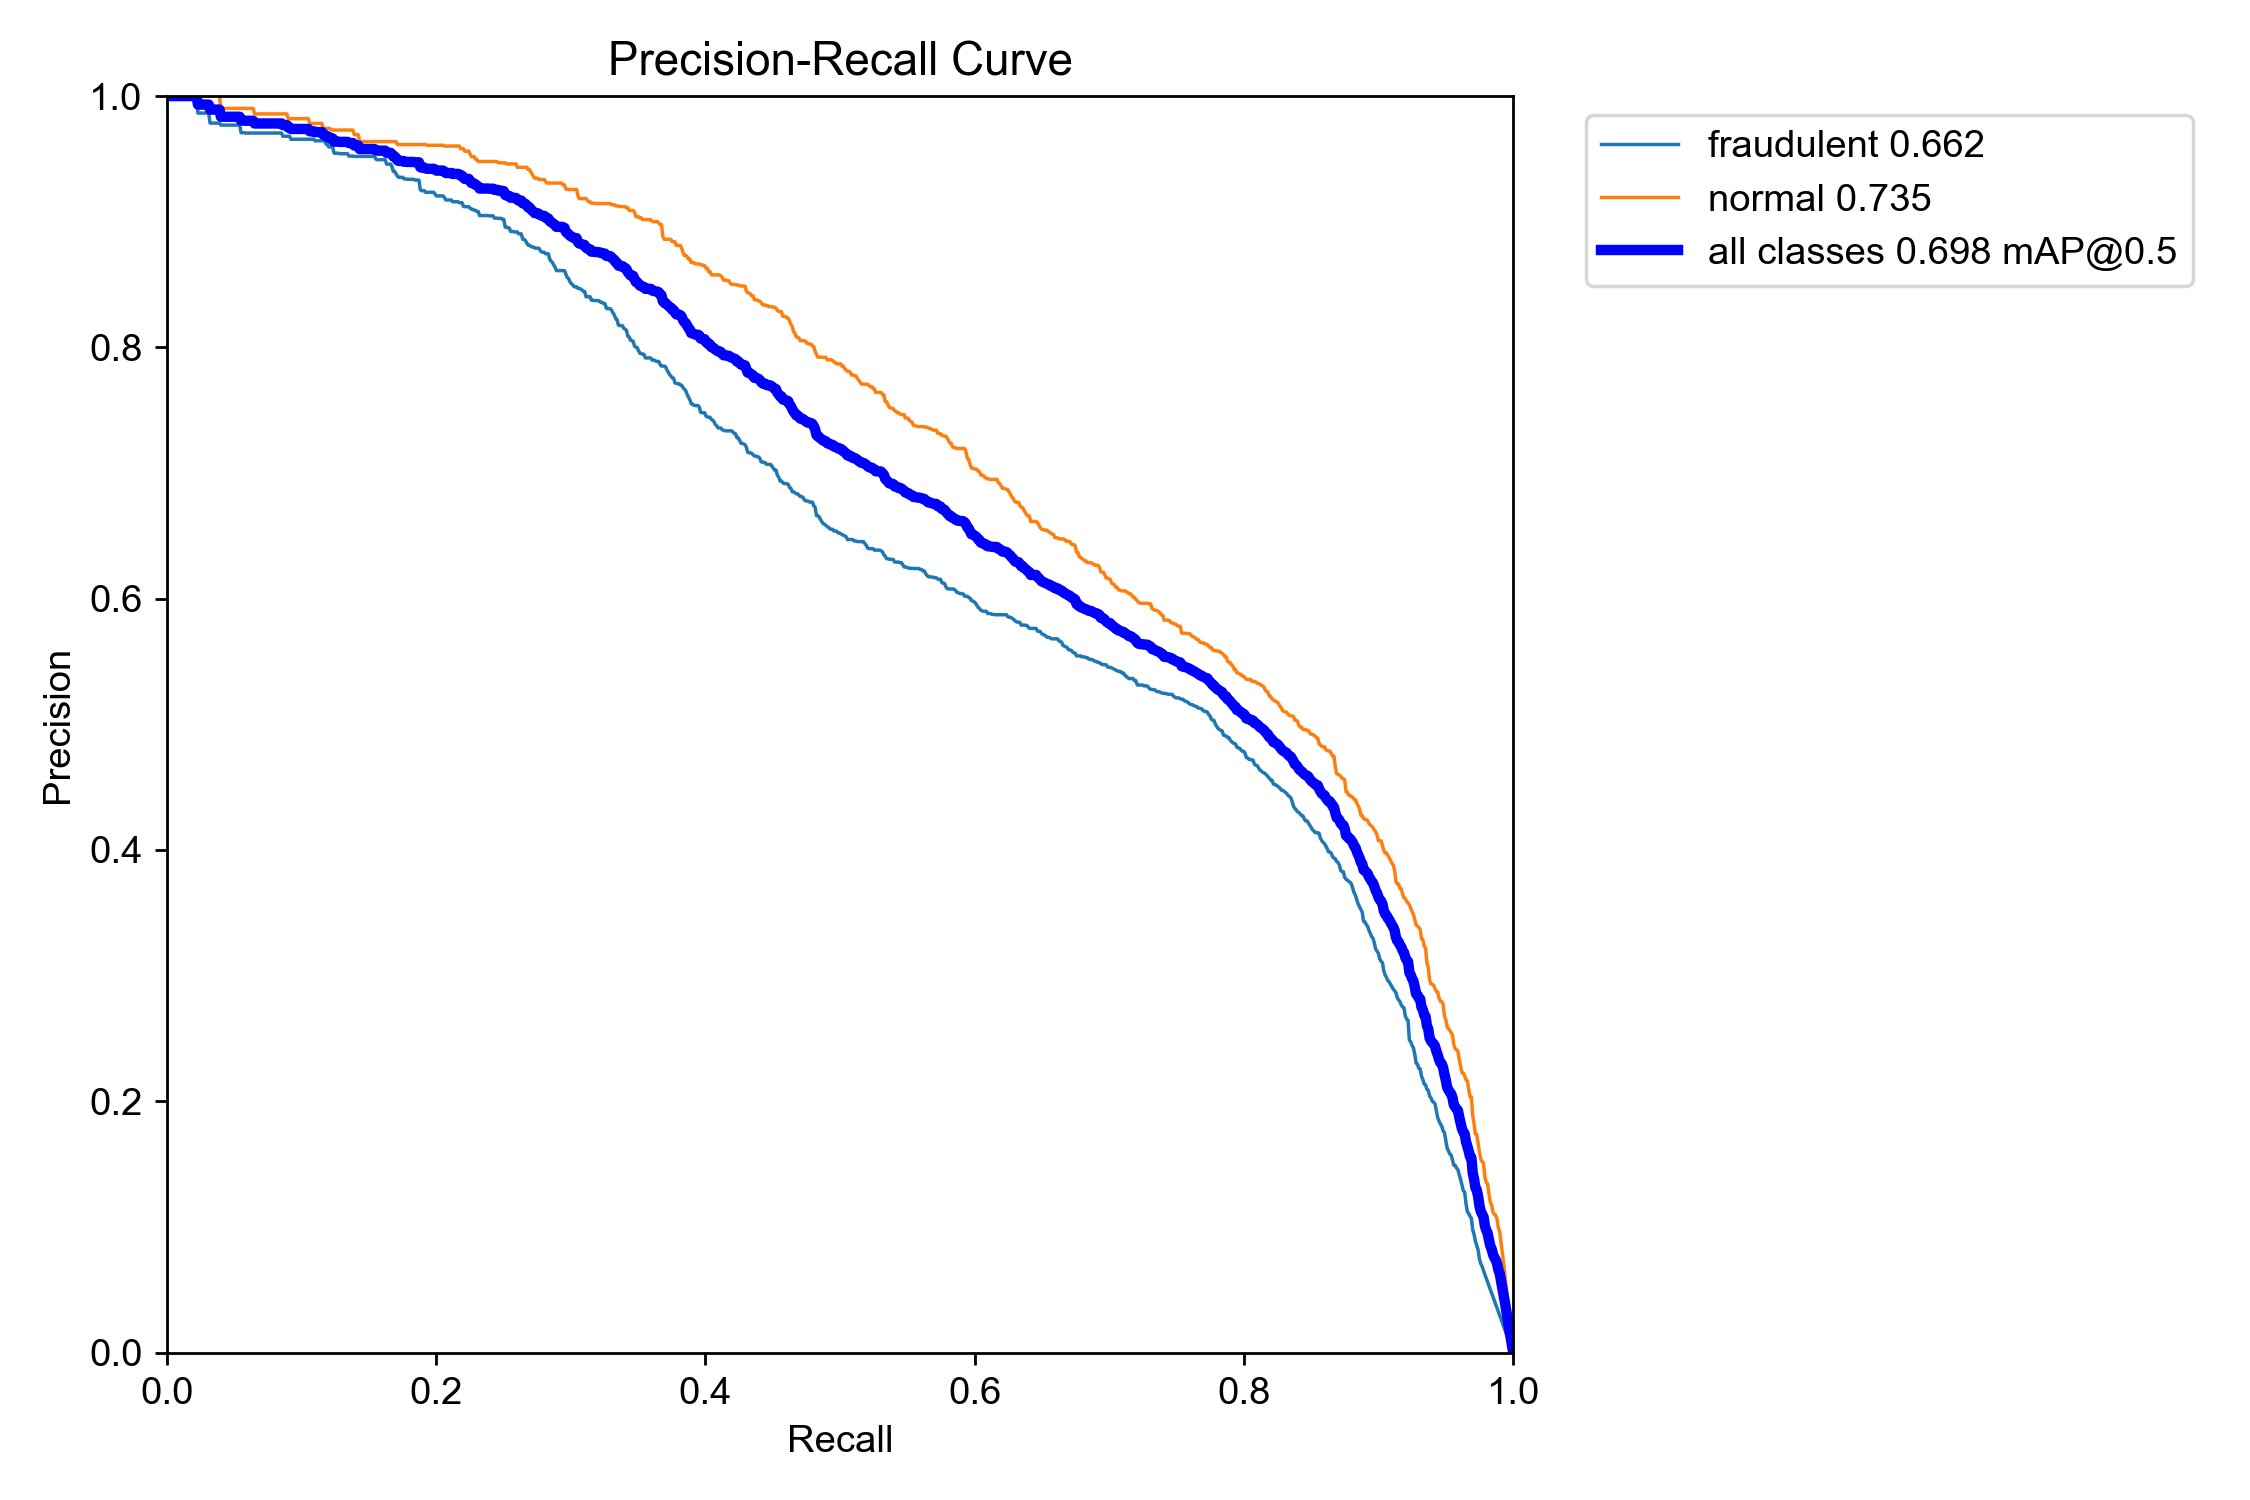 Precision-Recall Curve
1.0
0.8
0.6
0.4
0.2
0.0
Precision
0.0 0.2 0.4 0.6 0.8 1.0
Recall
fraudulent 0.662
normal 0.735
all classes 0.698 mAP@0.5